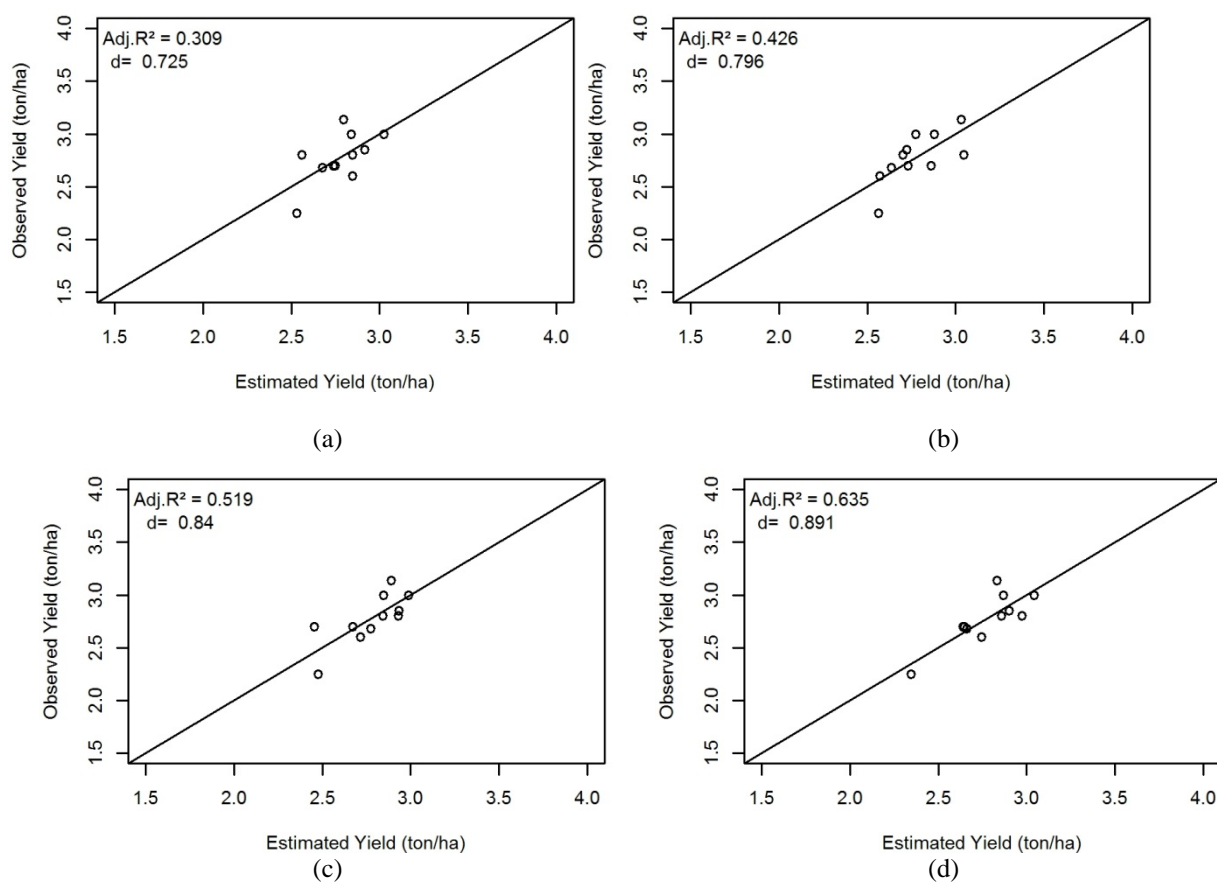 Adj.R² = 0.309
d= 0.725
Observed Yield (ton/ha)
4.0
3.5
3.0
2.5
2.0
1.5
1.5 2.0 2.5 3.0 3.5 4.0
Estimated Yield (ton/ha)
(a)
Adj.R² = 0.426
d= 0.796
Observed Yield (ton/ha)
4.0
3.5
3.0
2.5
2.0
1.5
1.5 2.0 2.5 3.0 3.5 4.0
Estimated Yield (ton/ha)
(b)
Adj.R² = 0.519
d= 0.84
Observed Yield (ton/ha)
4.0
3.5
3.0
2.5
2.0
1.5
1.5 2.0 2.5 3.0 3.5 4.0
Estimated Yield (ton/ha)
(c)
Adj.R² = 0.635
d= 0.891
Observed Yield (ton/ha)
4.0
3.5
3.0
2.5
2.0
1.5
1.5 2.0 2.5 3.0 3.5 4.0
Estimated Yield (ton/ha)
(d)